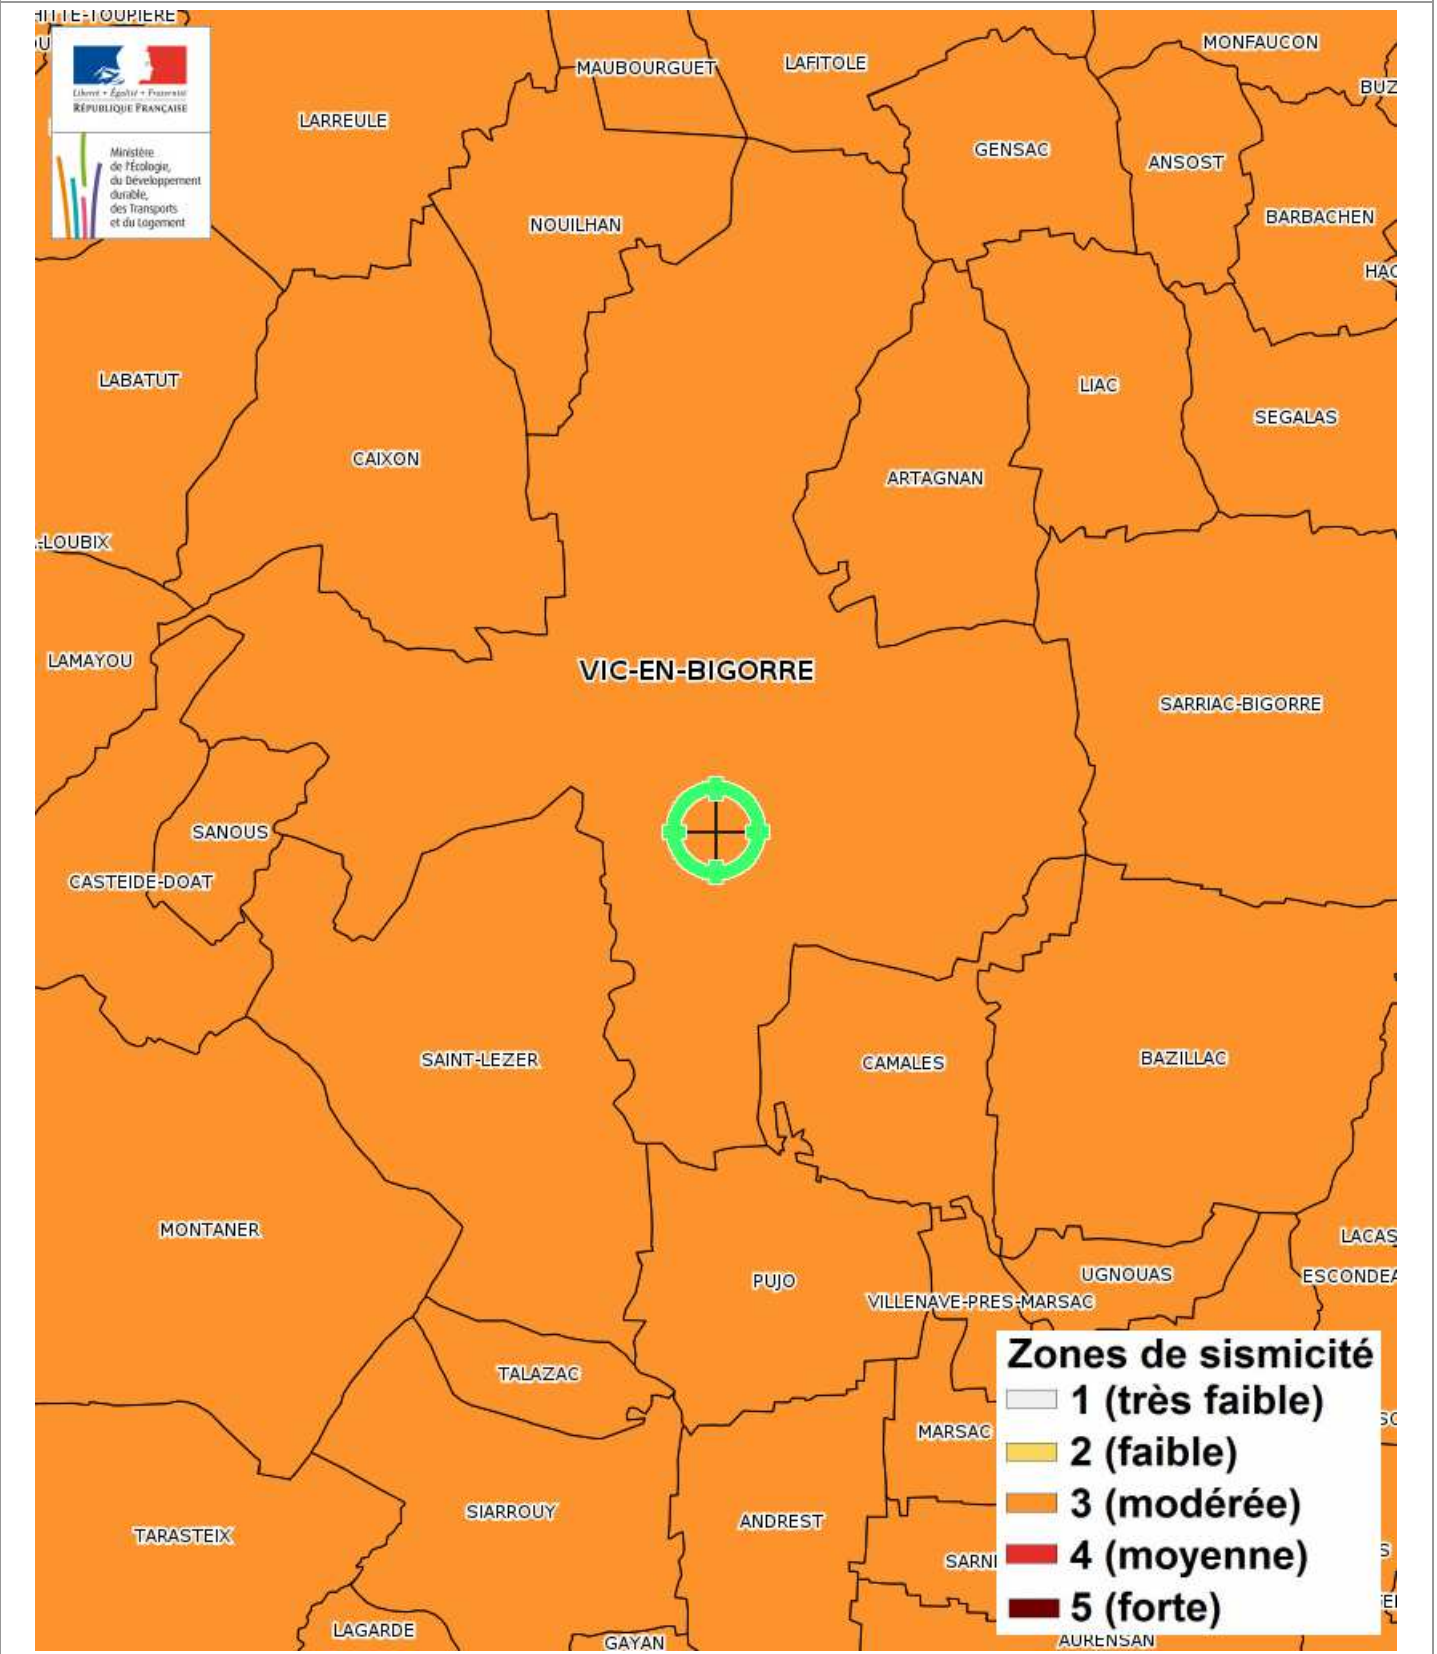 HITTE-TOUPIERE
MAUBOURGUET
LAFITOLE
MONFAUCON
BUZ
Liberté • Égalité • Fraternité
RÉPUBLIQUE FRANÇAISE
LARREULE
GENSAC
ANSOST
Ministère
de l'Écologie,
du Développement
durable,
des Transports
et du Logement
NOUILHAN
BARBACHEN
HAG
LABATUT
LIAC
SEGALAS
CAIXON
ARTAGNAN
-LOUBIX
LAMAYOU
VIC-EN-BIGORRE
SARRIAC-BIGORRE
SANOUS
CASTEIDE-DOAT
SAINT-LEZER
CAMALES
BAZILLAC
MONTANER
LACAS
PUJO
UGNOUAS
ESCONDEA
VILLENAVE-PRES-MARSAC
TALAZAC
MARSAC
SIARROUY
ANDREST
TARASTEIX
SARNI
LAGARDE
GAYAN
AURENSAN
Zones de sismicité
1 (très faible)
2 (faible)
3 (modérée)
4 (moyenne)
5 (forte)